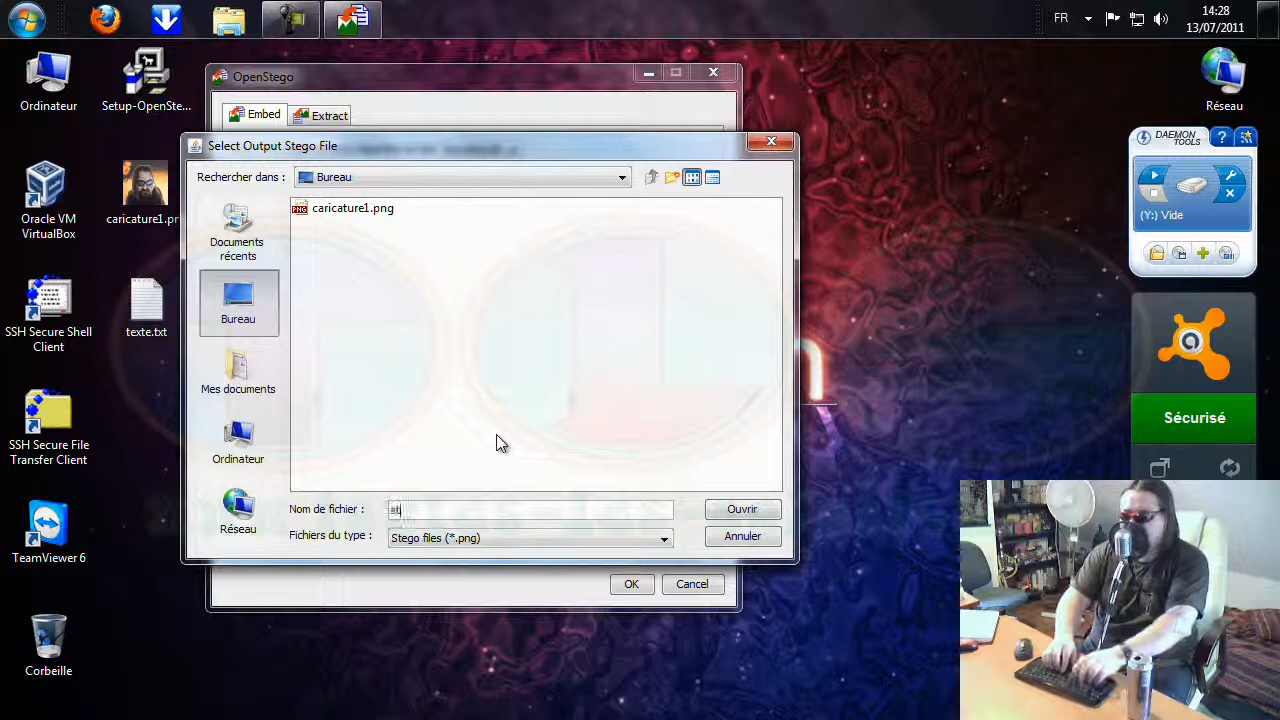 FR
14:28
13/07/2011
Ordinateur
Setup-OpenSte...
Oracle VM
VirtualBox
caricature1.pr
SSH Secure Shell
Client
texte.txt
SSH Secure File
Transfer Client
TeamViewer 6
Corbeille
OpenStego
Embed
Extract
Select Output Stego File
Rechercher dans :
Bureau
caricature1.png
Documents
récents
Bureau
Mes documents
Ordinateur
Réseau
Nom de fichier :
Ouvrir
Fichiers du type :
Stego files (*.png)
Annuler
OK
Cancel
Réseau
DAEMON
TOOLS
(Y:) Vide
Sécurisé